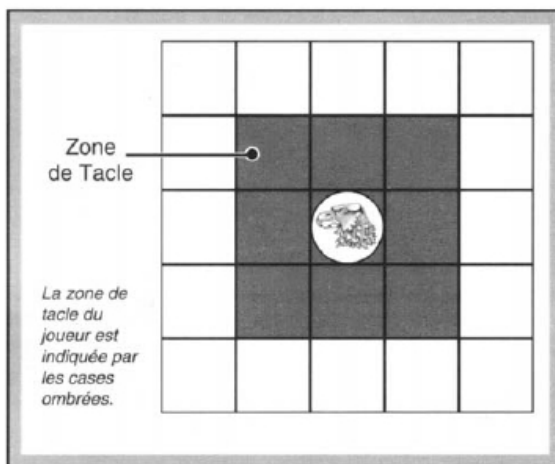 Zone
de Tacle
La zone de
tacle du
joueur est
indiquée par
les cases
ombrées.